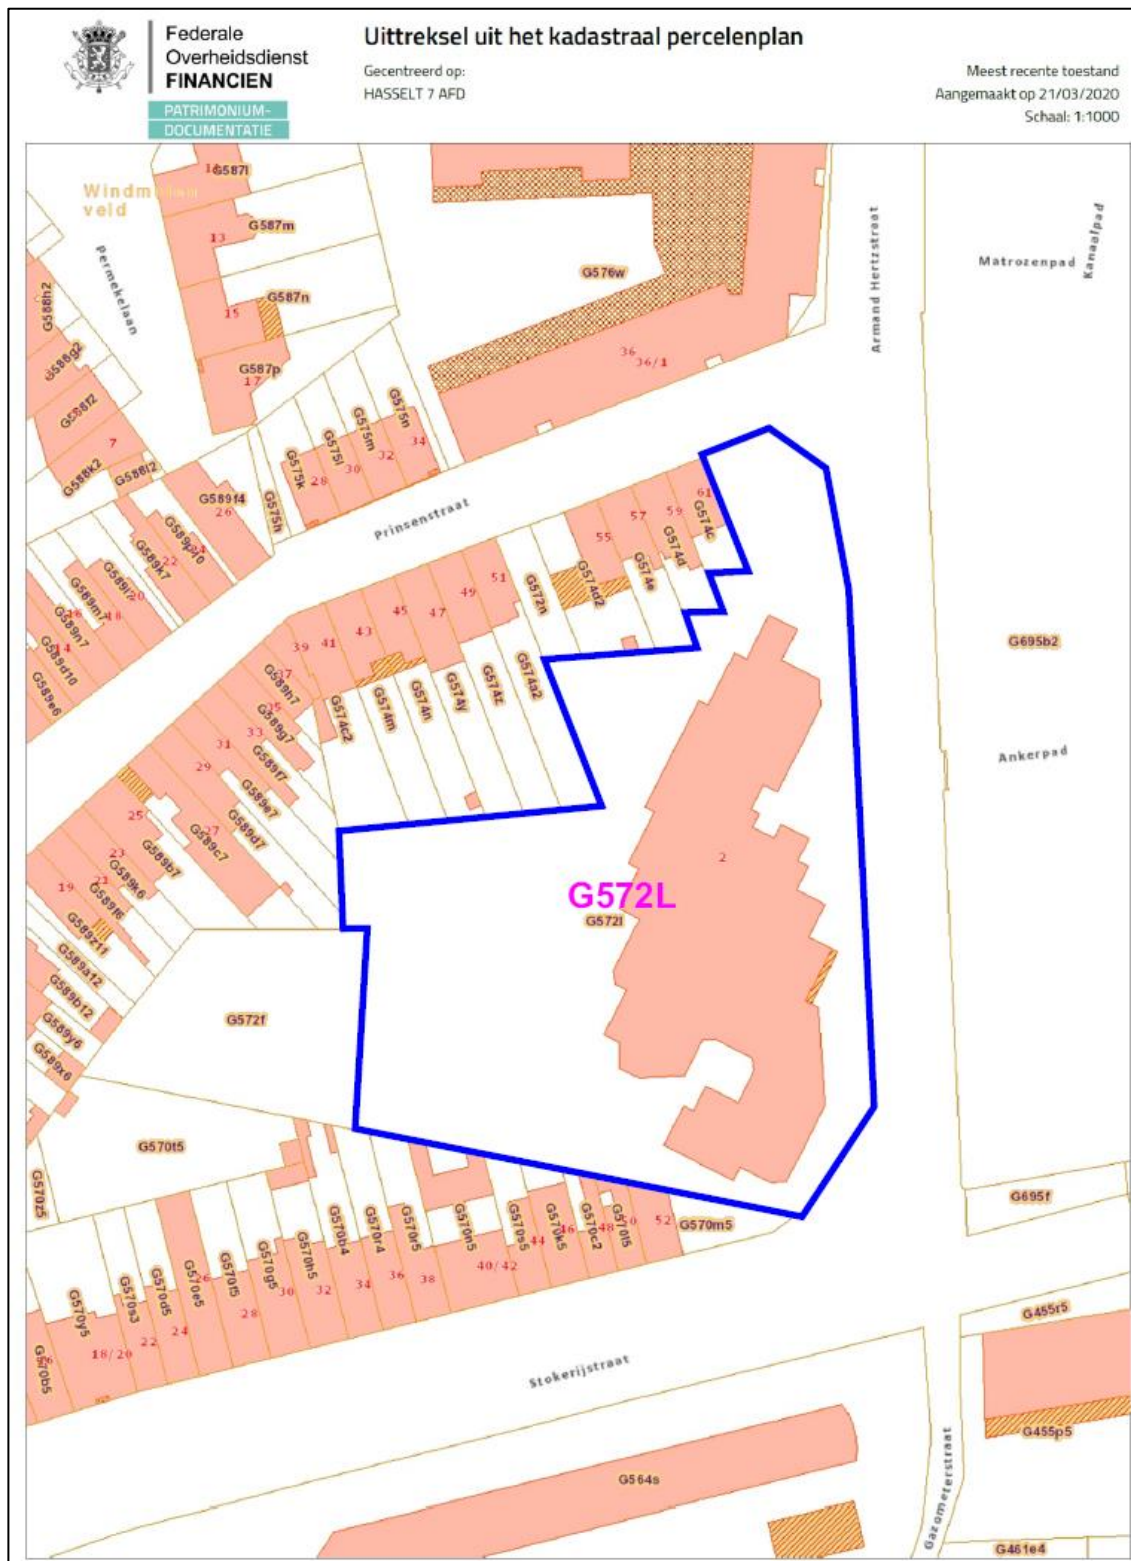 Federale
Overheidsdienst
FINANCIEN
PATRIMONIUM-
DOCUMENTATIE
Uittreksel uit het kadastraal percelenplan
Gecentreerd op:
HASSELT 7 AFD
Meest recente toestand
Aangemaakt op 21/03/2020
Schaal: 1:1000
G587l
veld
G587m
13
Permekelaan
G576w
Armand Hertzstraat
Matrozenpad
Kanaalpad
G588h2
G587n
15
G588g2
36
36/1
G587p
17
G588f2
7
G575n
G575m
G575l
G575k
34
32
30
28
G588k2
G588l2
G589f4
26
G575h
Prinsenstraat
61
59
57
55
G574c
G574d
G574e
G574d2
G572n
G589p10
G589k7
22
20
18
G589n7
14
G589d10
G589e6
51
49
47
45
43
41
39
37
G589h7
35
G589g7
33
G589f7
31
G589e7
29
G589d7
27
G589c7
25
G589b7
23
G589k6
21
G589f6
19
G589z11
G589a12
G589b12
G589y6
G589x6
G574c2
G574m
G574n
G574y
G574z
G574a2
G695b2
Ankerpad
2
G572L
G572l
G572f
G570t5
G570z5
G695f
G570m5
52
G570l5
48
G570c2
46
G570k5
44
G570s5
G570n5
40/42
G570r5
38
36
G570r4
34
G570b4
32
G570h5
30
G570g5
28
G570f5
26
G570e5
24
G570d5
22
G570s3
18/20
G570y5
G570b5
Stokerijstraat
G455r5
G455p5
G564s
Gazometerstraat
G461e4